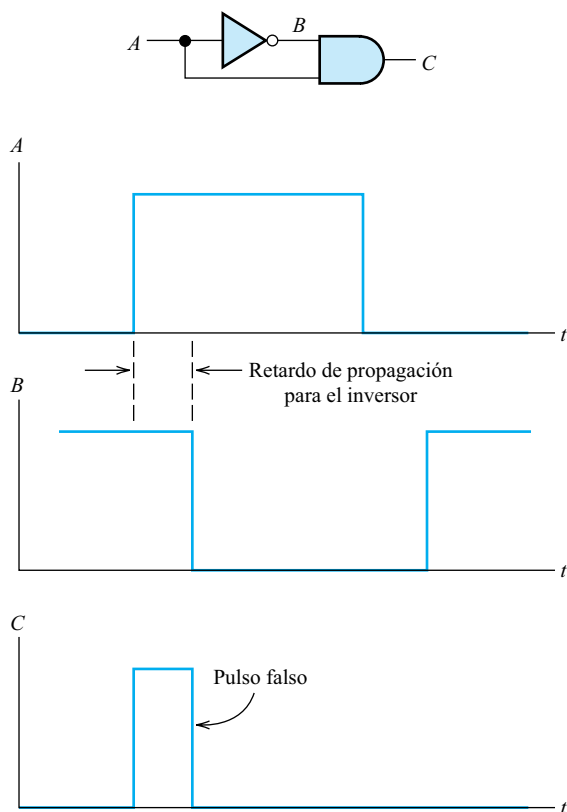 A
B
C
A
t
Retardo de propagación
para el inversor
B
t
C
Pulso falso
t